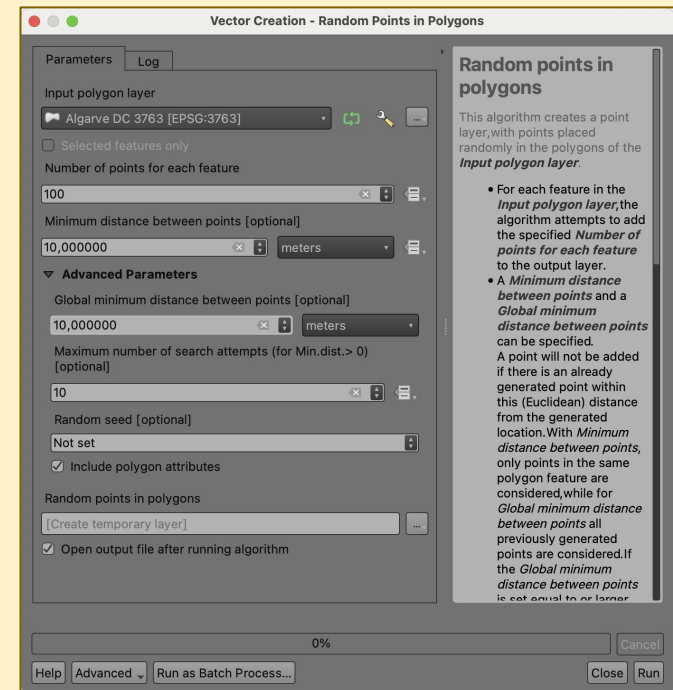 Vector Creation - Random Points in Polygons
Parameters
Log
Input polygon layer
Algarve DC 3763 [EPSG:3763]
...
Selected features only
Number of points for each feature
100
Minimum distance between points [optional]
10,000000
meters
Advanced Parameters
Global minimum distance between points [optional]
10,000000
meters
Maximum number of search attempts (for Min.dist.> 0)
[optional]
10
Random seed [optional]
Not set
Include polygon attributes
Random points in polygons
[Create temporary layer]
...
Open output file after running algorithm
Random points in
polygons
This algorithm creates a point
layer,with points placed
randomly in the polygons of the
Input polygon layer.
• For each feature in the
Input polygon layer,the
algorithm attempts to add
the specified Number of
points for each feature
to the output layer.
• A Minimum distance
between points and a
Global minimum
distance between points
can be specified.
A point will not be added
if there is an already
generated point within
this (Euclidean) distance
from the generated
location.With Minimum
distance between points,
only points in the same
polygon feature are
considered,while for
Global minimum distance
between points all
previously generated
points are considered.If
the Global minimum
distance between points
is set equal to or larger
0%
Cancel
Help
Advanced
Run as Batch Process...
Close
Run